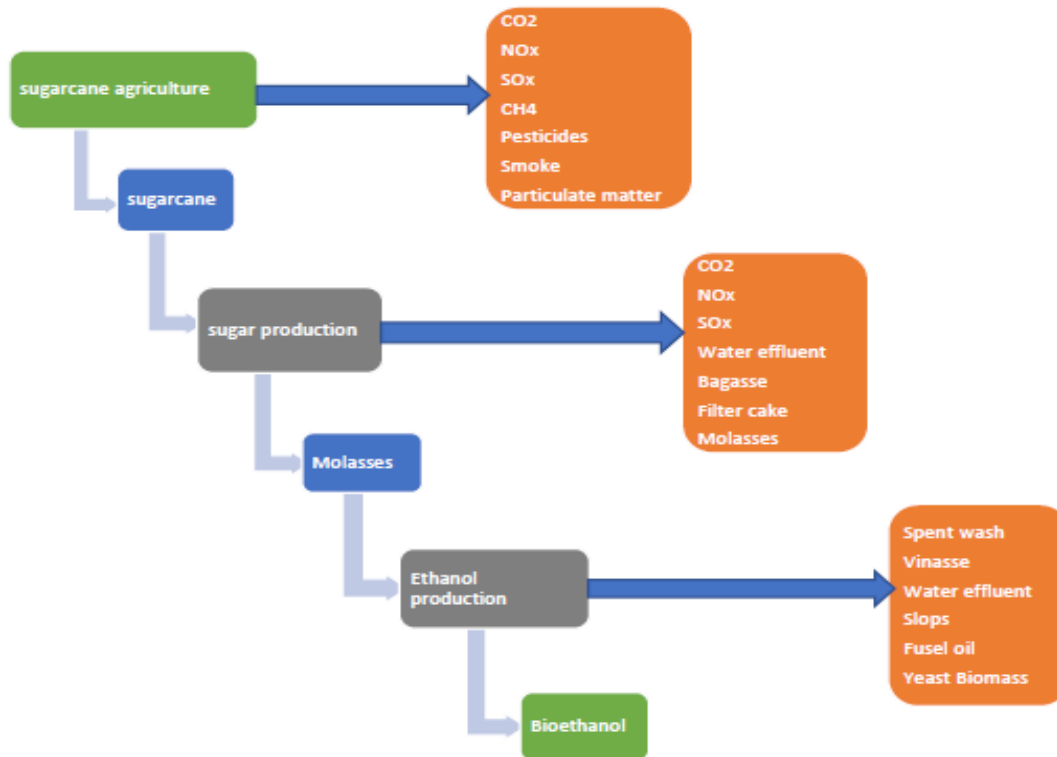 sugarcane agriculture
CO2
NOx
SOx
CH4
Pesticides
Smoke
Particulate matter
sugarcane
sugar production
CO2
NOx
SOx
Water effluent
Bagasse
Filter cake
Molasses
Molasses
Ethanol
production
Spent wash
Vinasse
Water effluent
Slops
Fusel oil
Yeast Biomass
Bioethanol